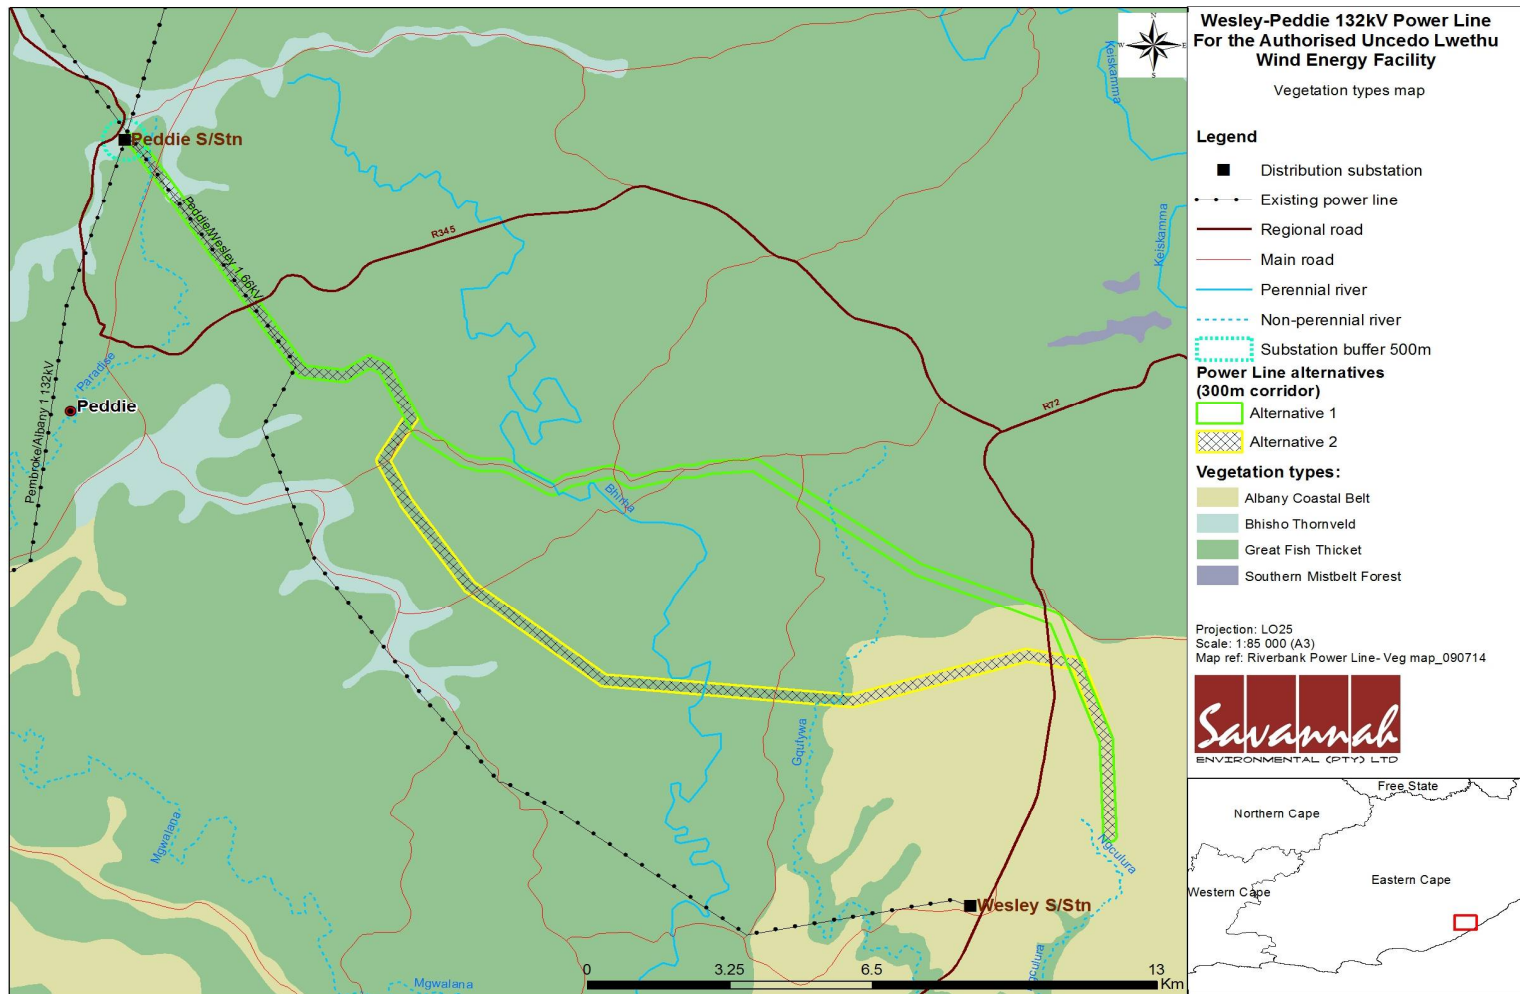 Wesley-Peddie 132kV Power Line
For the Authorised Uncedo Lwethu
Wind Energy Facility
Vegetation types map
Legend
Distribution substation
Existing power line
Regional road
Main road
Perennial river
Non-perennial river
Substation buffer 500m
Power Line alternatives
(300m corridor)
Alternative 1
Alternative 2
Vegetation types:
Albany Coastal Belt
Bhisho Thornveld
Great Fish Thicket
Southern Mistbelt Forest
Projection: LO25
Scale: 1:85 000 (A3)
Map ref: Riverbank Power Line- Veg map_090714
Savannah
ENVIRONMENTAL (PTY) LTD
Free State
Northern Cape
Western Cape
Eastern Cape
N
W
E
S
Keiskamma
Keiskamma
Peddie S/Stn
Peddie/Wesley 1 66kV
R345
Paradise
Peddie
Pembroke/Albany 1 132kV
R72
Bhirha
Gqutywa
Mgwalana
Ngculura
Wesley S/Stn
gculura
Mgwalana
0
3.25
6.5
13
Km